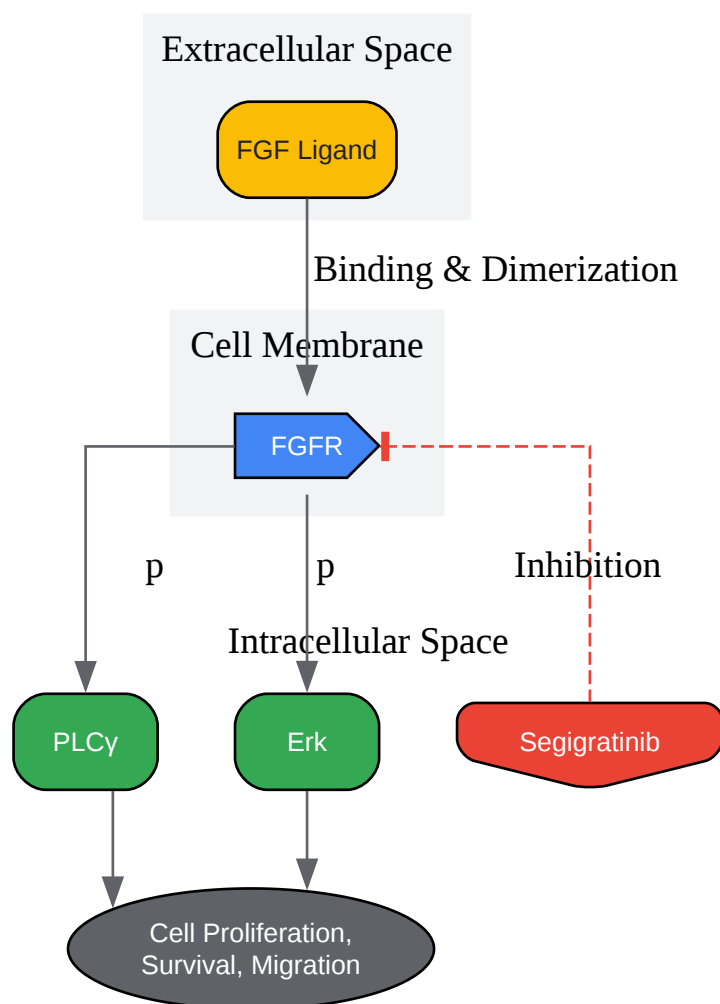 Extracellular Space
FGF Ligand
Binding & Dimerization
Cell Membrane
FGFR
p
p
Inhibition
Intracellular Space
PLCγ
Erk
Segigratinib
Cell Proliferation,
Survival, Migration